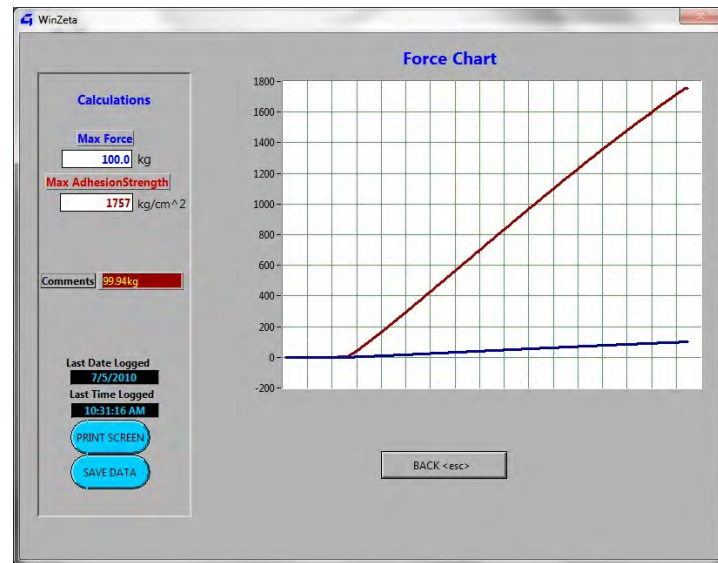 WinZeta
Force Chart
Calculations
Max Force
100.0 kg
Max AdhesionStrength
1757 kg/cm^2
Comments 99.94kg
Last Date Logged
7/5/2010
Last Time Logged
10:31:16 AM
PRINT SCREEN
SAVE DATA
1800
1600
1400
1200
1000
800
600
400
200
0
-200
BACK <esc>